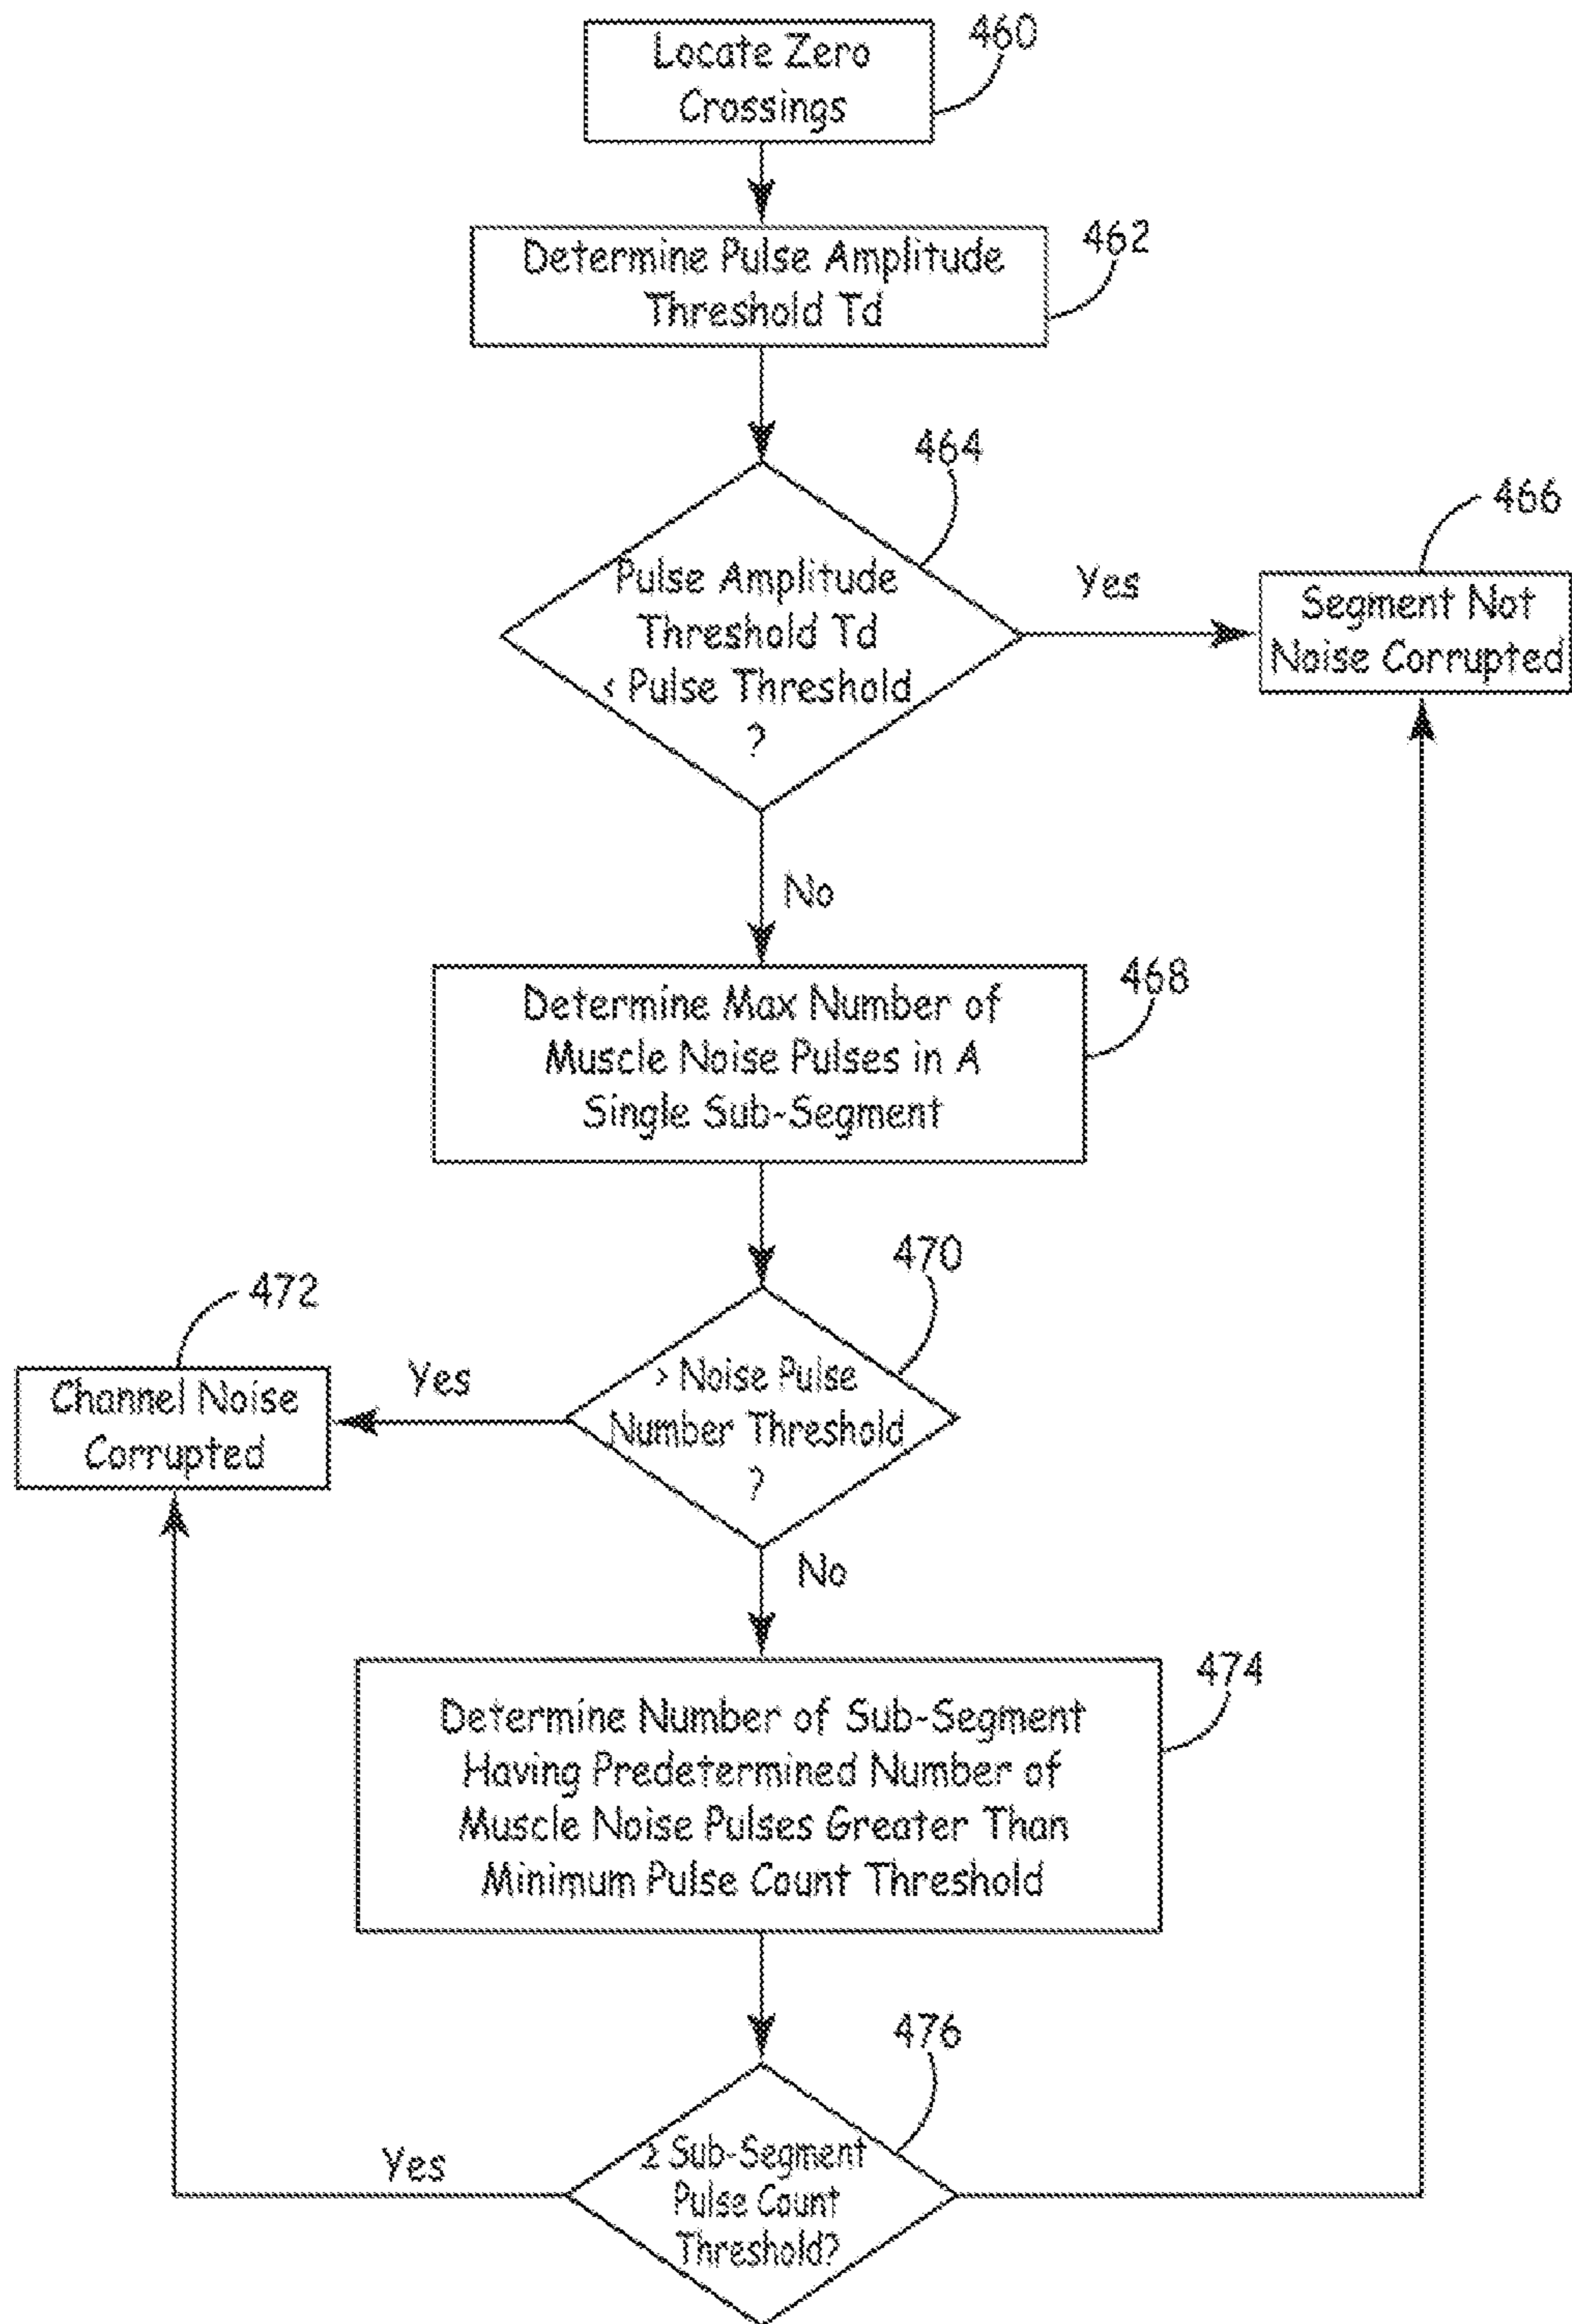 Locate Zero
Crossings
460
Determine Pulse Amplitude
Threshold Td
462
464
Pulse Amplitude
Threshold Td
< Pulse Threshold
?
Yes
466
Segment Not
Noise Corrupted
No
Determine Max Number of
Muscle Noise Pulses in A
Single Sub-Segment
468
470
> Noise Pulse
Number Threshold
?
Yes
472
Channel Noise
Corrupted
No
Determine Number of Sub-Segment
Having Predetermined Number of
Muscle Noise Pulses Greater Than
Minimum Pulse Count Threshold
474
476
≥ Sub-Segment
Pulse Count
Threshold?
Yes